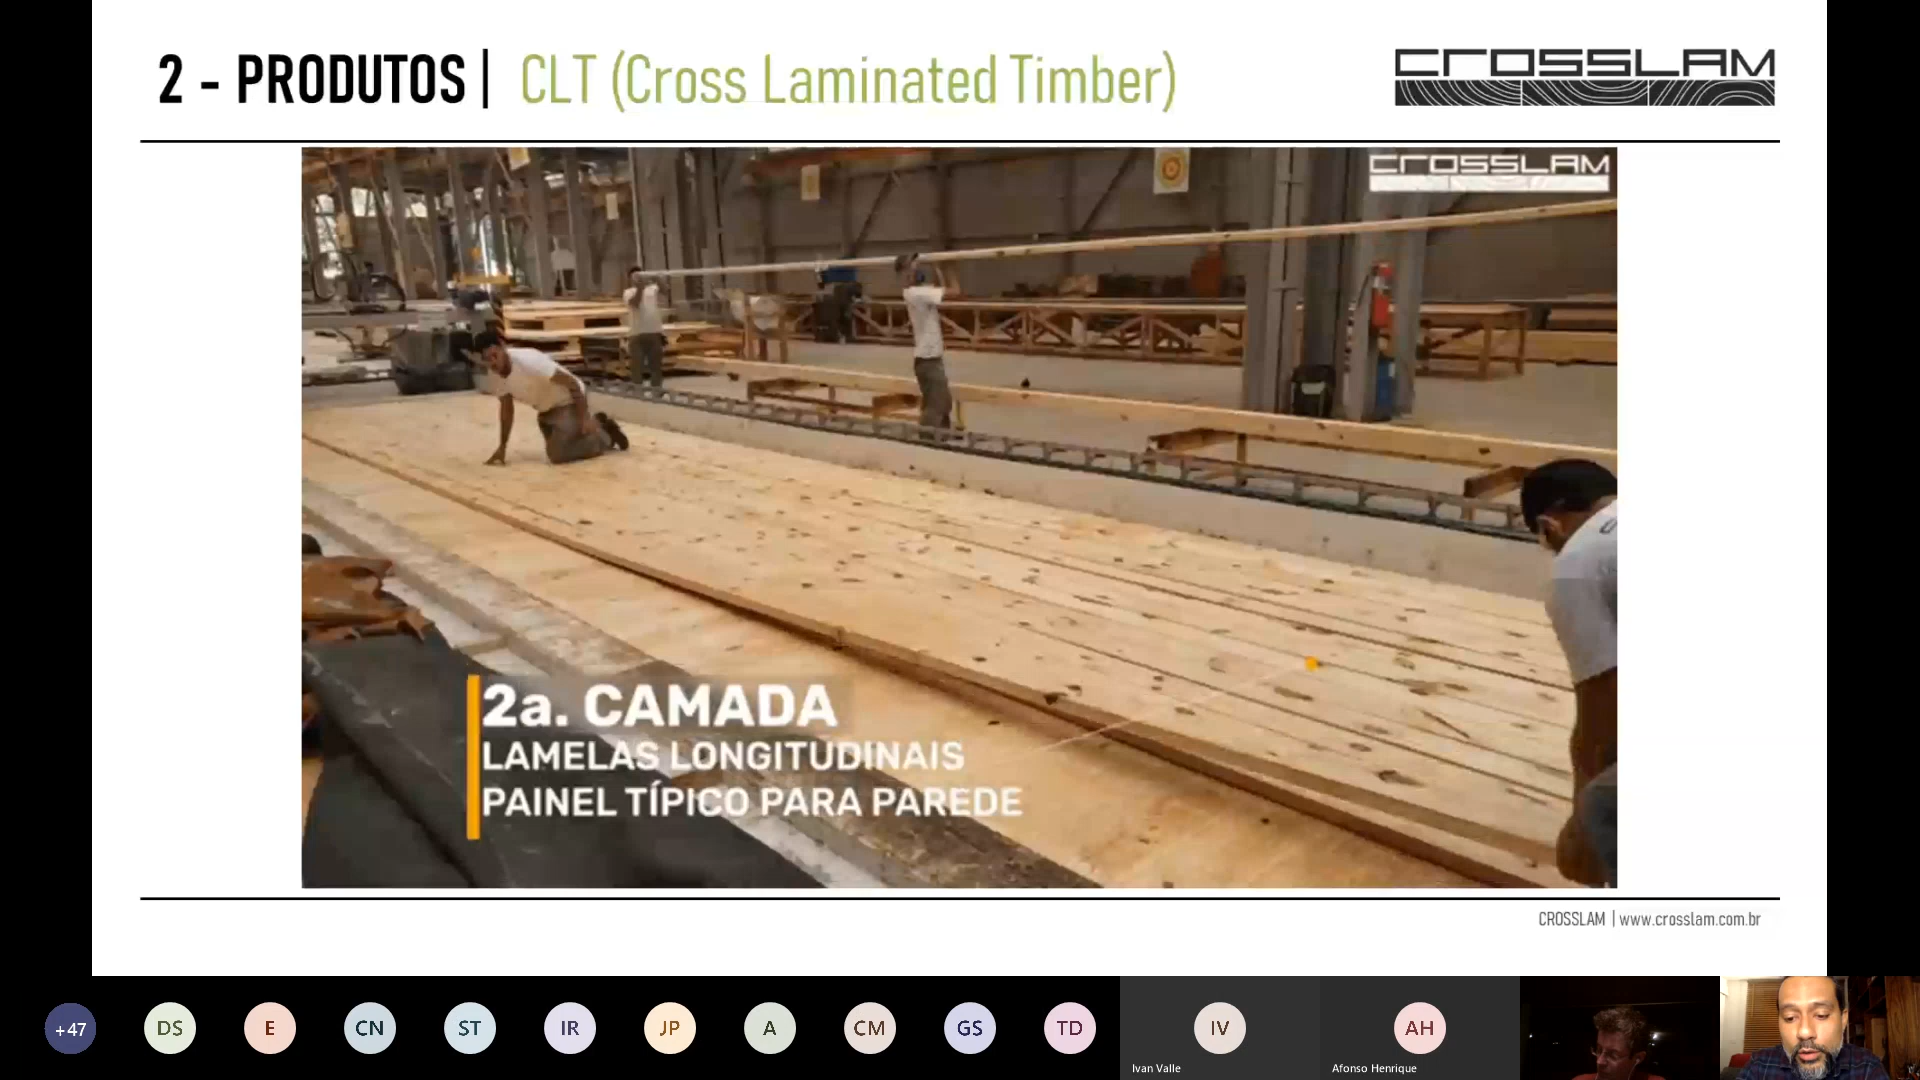 2 - PRODUTOS | CLT (Cross Laminated Timber)
CROSSLAM
CROSSLAM
2a. CAMADA
LAMELAS LONGITUDINAIS
PAINEL TÍPICO PARA PAREDE
CROSSLAM | www.crosslam.com.br
+47
DS
E
CN
ST
IR
JP
A
CM
GS
TD
IV
AH
Ivan Valle
Afonso Henrique